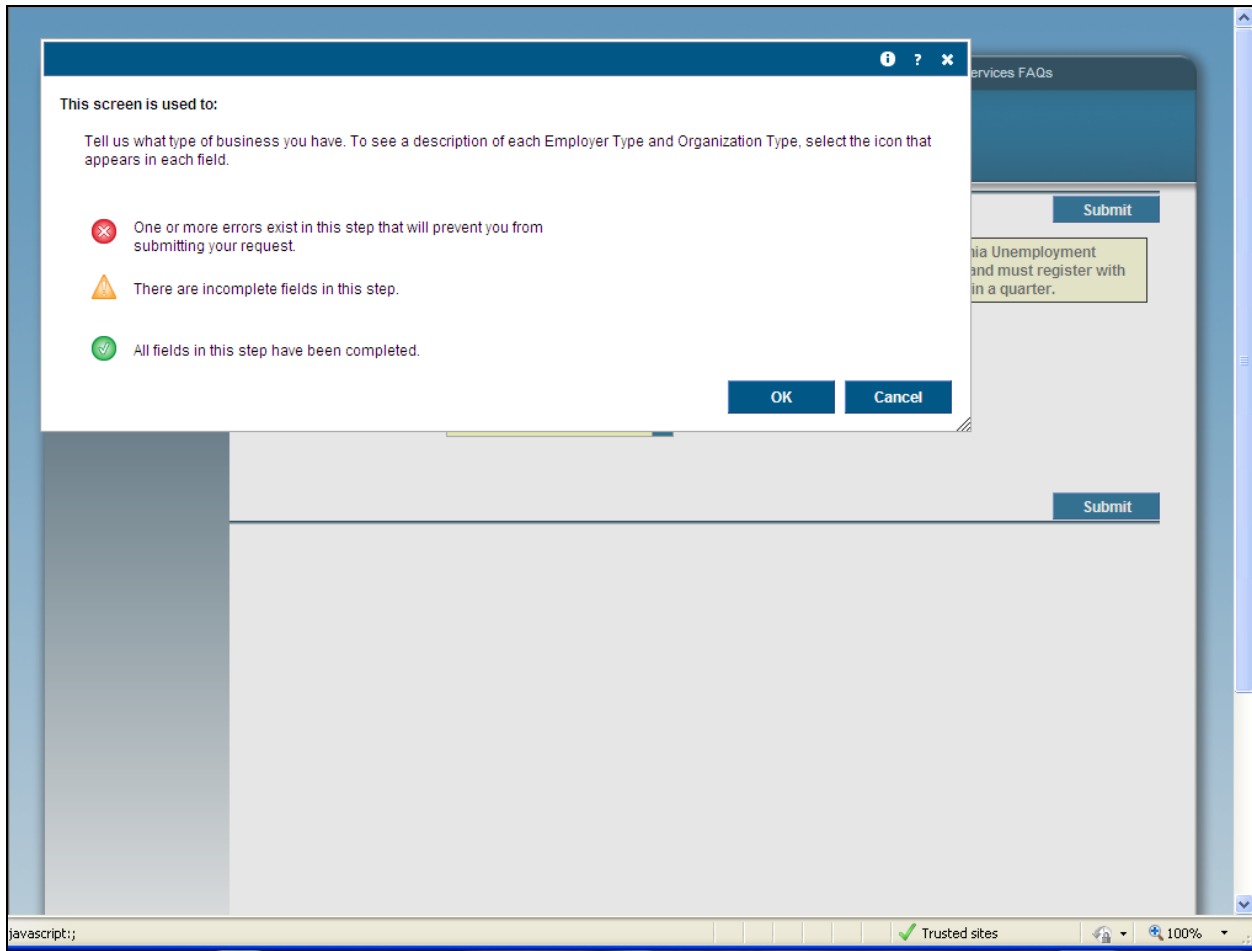 ervices FAQs
This screen is used to:
Tell us what type of business you have. To see a description of each Employer Type and Organization Type, select the icon that
appears in each field.
Submit
One or more errors exist in this step that will prevent you from
submitting your request.
nia Unemployment
and must register with
in a quarter.
There are incomplete fields in this step.
All fields in this step have been completed.
OK Cancel
Submit
javascript:; Trusted sites 100%